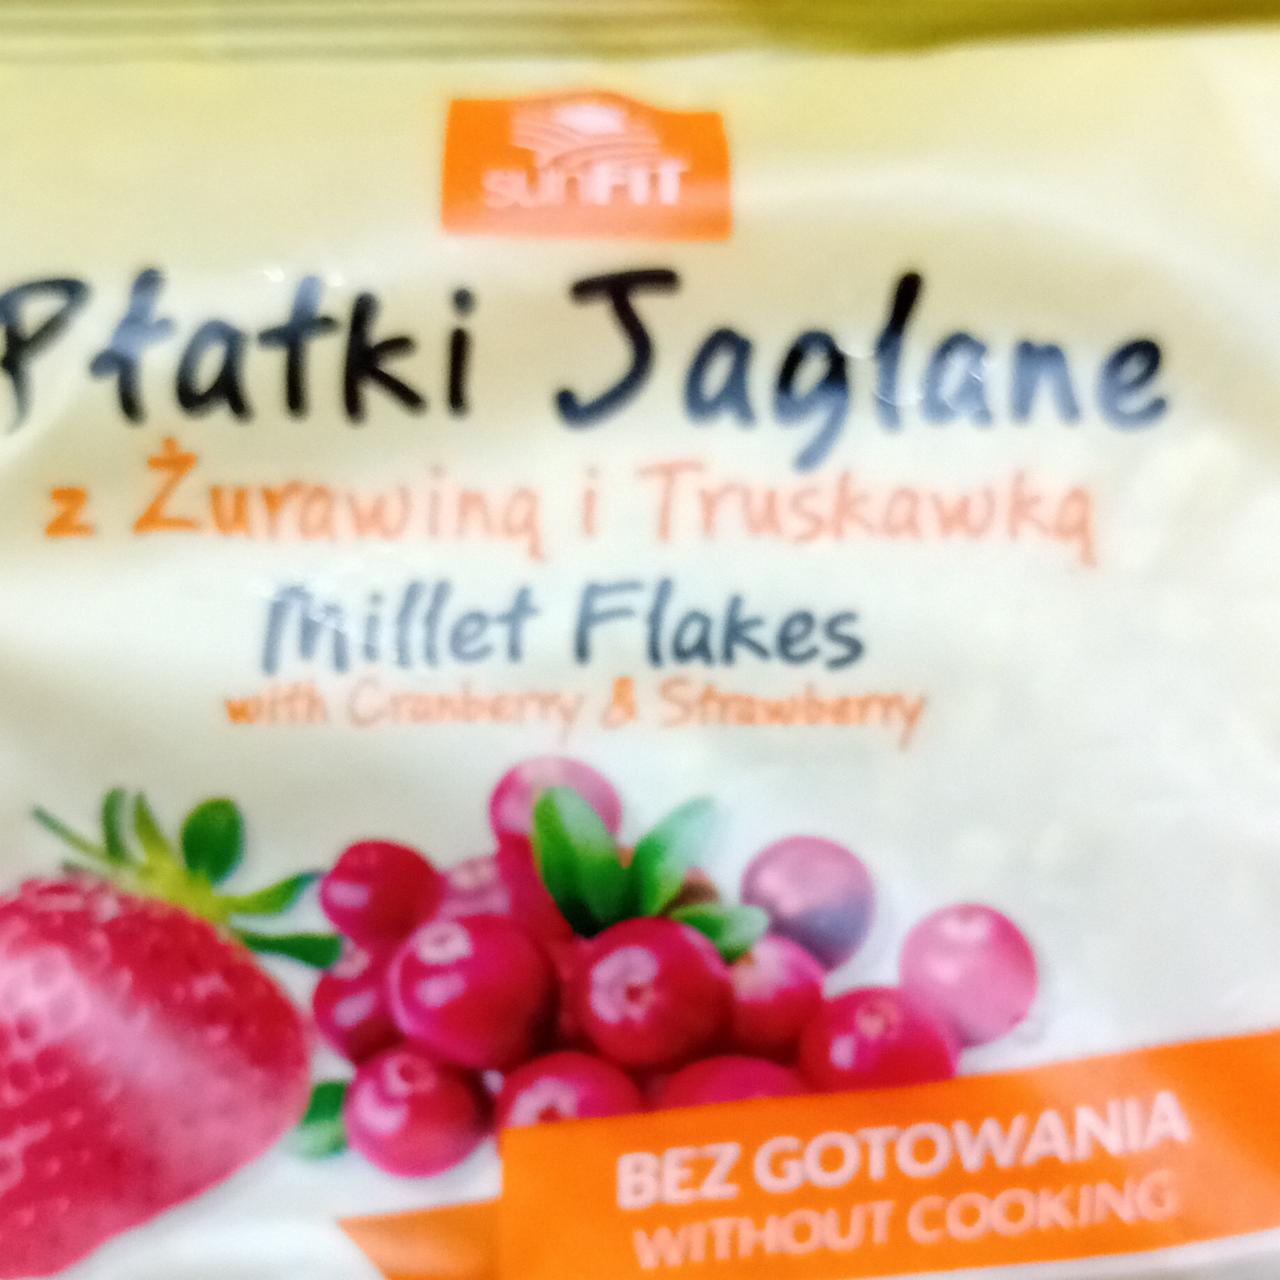 sunFIT
Płatki Jaglane
z Żurawiną i Truskawką
Millet Flakes
with Cranberry & Strawberry
BEZ GOTOWANIA
WITHOUT COOKING